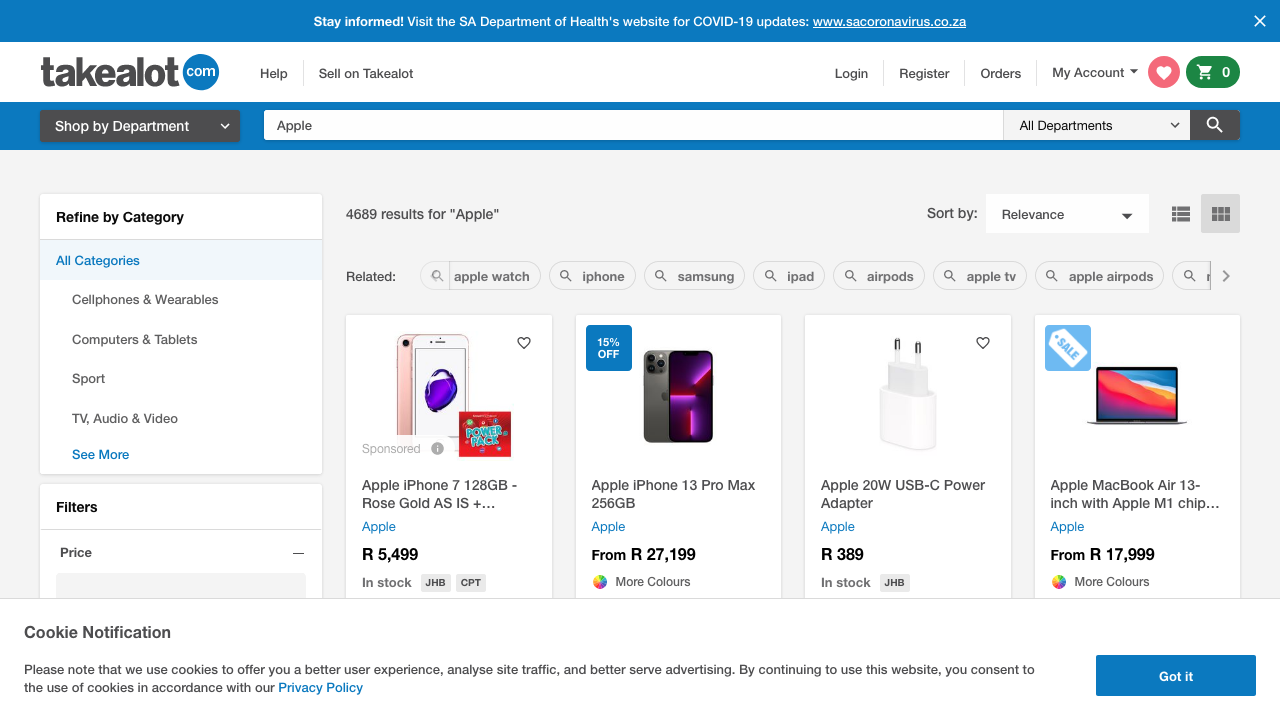 Stay informed! Visit the SA Department of Health's website for COVID-19 updates: www.sacoronavirus.co.za
takealot com
Help
Sell on Takealot
Login
Register
Orders
My Account
0
Shop by Department
Apple
All Departments
Refine by Category
All Categories
Cellphones & Wearables
Computers & Tablets
Sport
TV, Audio & Video
See More
Filters
Price
4689 results for "Apple"
Sort by:
Relevance
Related:
apple watch
iphone
samsung
ipad
airpods
apple tv
apple airpods
POWER PACK
Sponsored
Apple iPhone 7 128GB -
Rose Gold AS IS +...
Apple
R 5,499
In stock
JHB
CPT
15%
OFF
Apple iPhone 13 Pro Max
256GB
Apple
From R 27,199
More Colours
Apple 20W USB-C Power
Adapter
Apple
R 389
In stock
JHB
SALE
Apple MacBook Air 13-
inch with Apple M1 chip...
Apple
From R 17,999
More Colours
Cookie Notification
Please note that we use cookies to offer you a better user experience, analyse site traffic, and better serve advertising. By continuing to use this website, you consent to
the use of cookies in accordance with our Privacy Policy
Got it